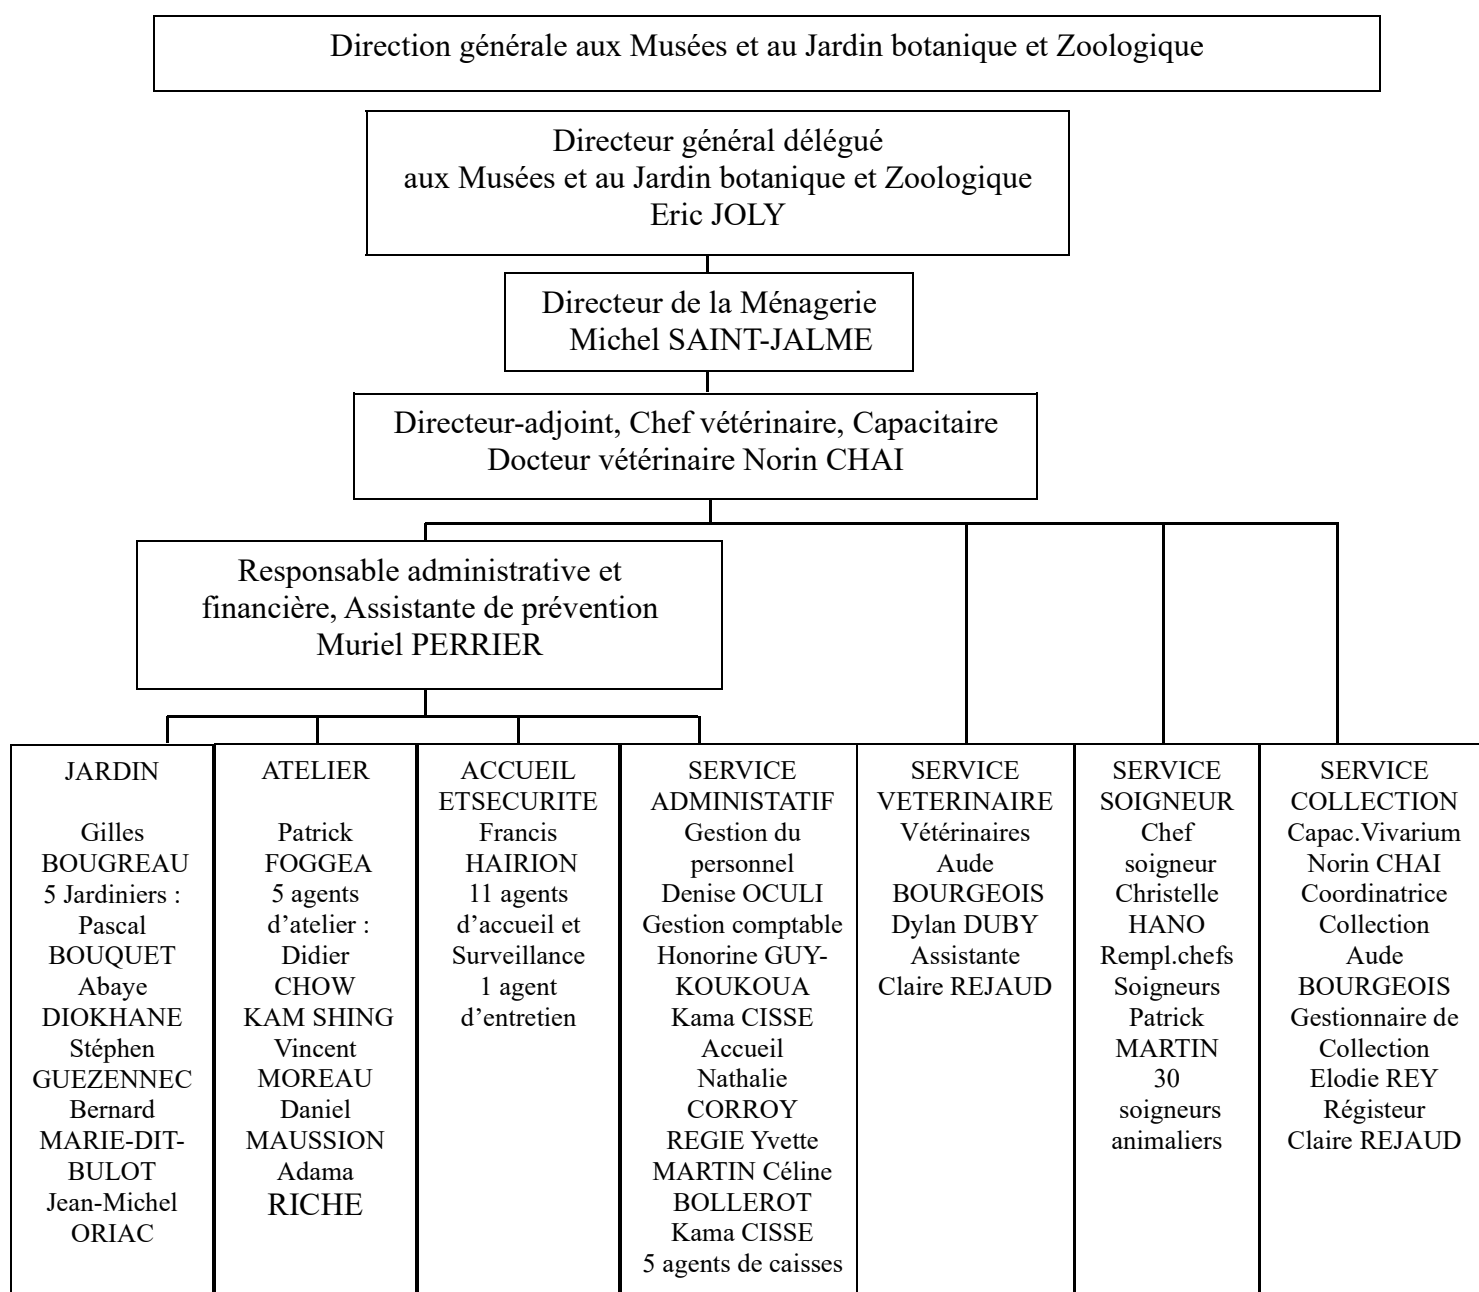 Direction générale aux Musées et au Jardin botanique et Zoologique
Directeur général délégué
aux Musées et au Jardin botanique et Zoologique
Eric JOLY
Directeur de la Ménagerie
Michel SAINT-JALME
Directeur-adjoint, Chef vétérinaire, Capacitaire
Docteur vétérinaire Norin CHAI
Responsable administrative et
financière, Assistante de prévention
Muriel PERRIER
JARDIN
Gilles
BOUGREAU
5 Jardiniers :
Pascal
BOUQUET
Abaye
DIOKHANE
Stéphen
GUEZENNEC
Bernard
MARIE-DIT-
BULOT
Jean-Michel
ORIAC
ATELIER
Patrick
FOGGEA
5 agents
d’atelier :
Didier
CHOW
KAM SHING
Vincent
MOREAU
Daniel
MAUSSION
Adama
RICHE
ACCUEIL
ETSECURITE
Francis
HAIRION
11 agents
d’accueil et
Surveillance
1 agent
d’entretien
SERVICE
ADMINISTATIF
Gestion du
personnel
Denise OCULI
Gestion comptable
Honorine GUY-
KOUKOUA
Kama CISSE
Accueil
Nathalie
CORROY
REGIE Yvette
MARTIN Céline
BOLLEROT
Kama CISSE
5 agents de caisses
SERVICE
VETERINAIRE
Vétérinaires
Aude
BOURGEOIS
Dylan DUBY
Assistante
Claire REJAUD
SERVICE
SOIGNEUR
Chef
soigneur
Christelle
HANO
Rempl.chefs
Soigneurs
Patrick
MARTIN
30
soigneurs
animaliers
SERVICE
COLLECTION
Capac.Vivarium
Norin CHAI
Coordinatrice
Collection
Aude
BOURGEOIS
Gestionnaire de
Collection
Elodie REY
Régisteur
Claire REJAUD